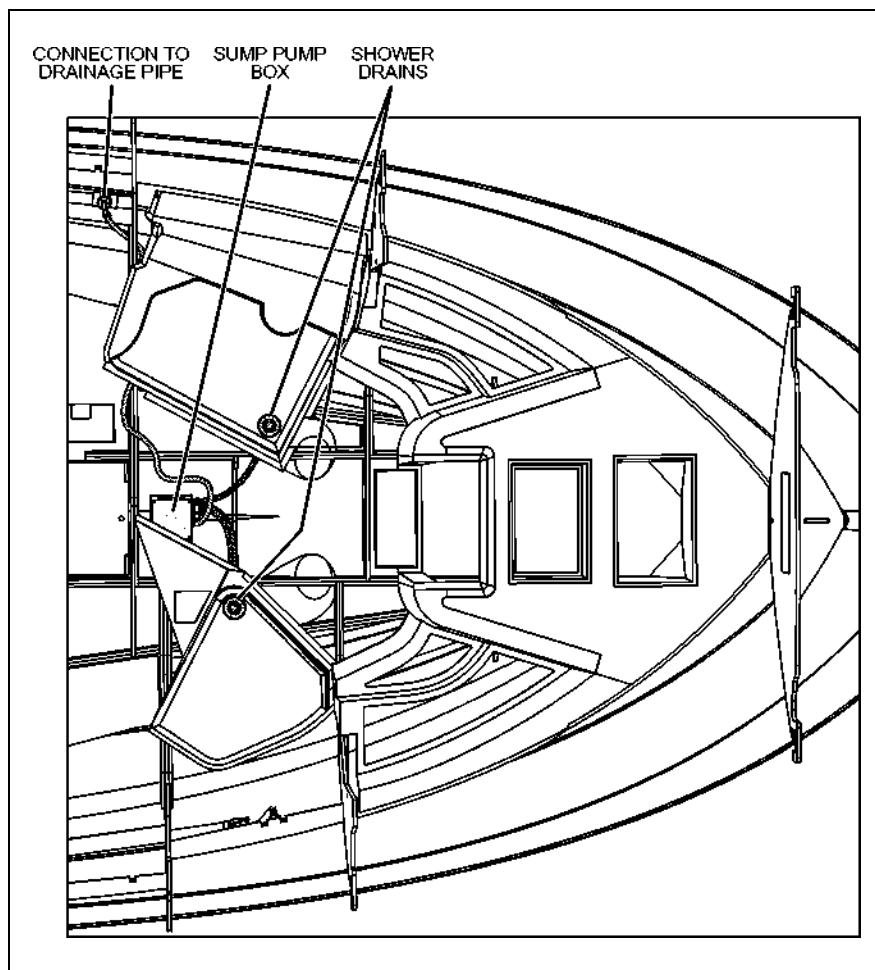 CONNECTION TO
DRAINAGE PIPE
SUMP PUMP
BOX
SHOWER
DRAINS